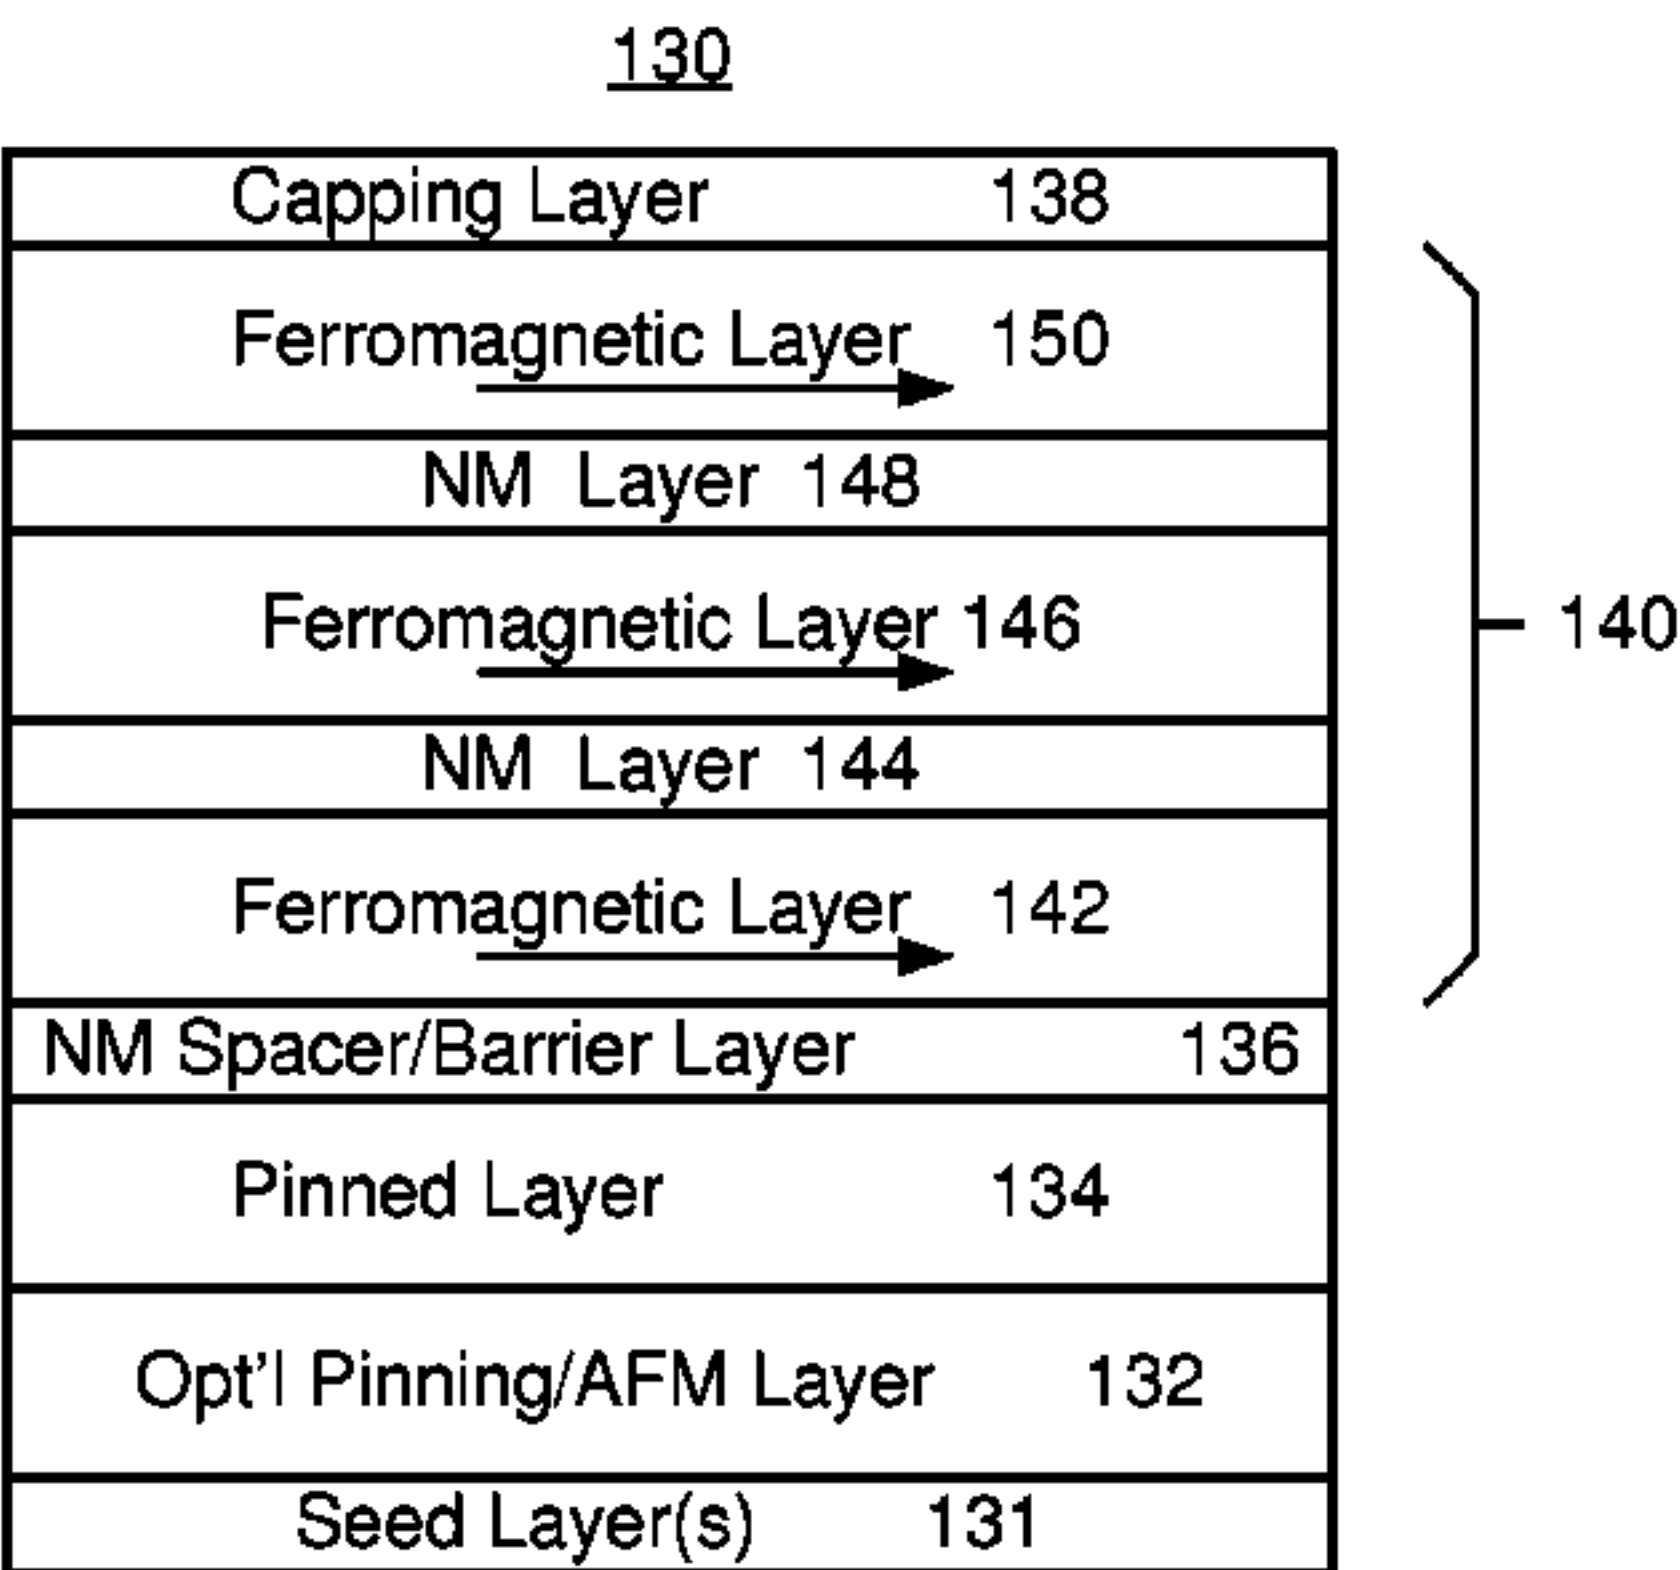 130
Capping Layer 138
Ferromagnetic Layer 150
NM Layer 148
Ferromagnetic Layer 146
140
NM Layer 144
Ferromagnetic Layer 142
NM Spacer/Barrier Layer 136
Pinned Layer 134
Opt'l Pinning/AFM Layer 132
Seed Layer(s) 131